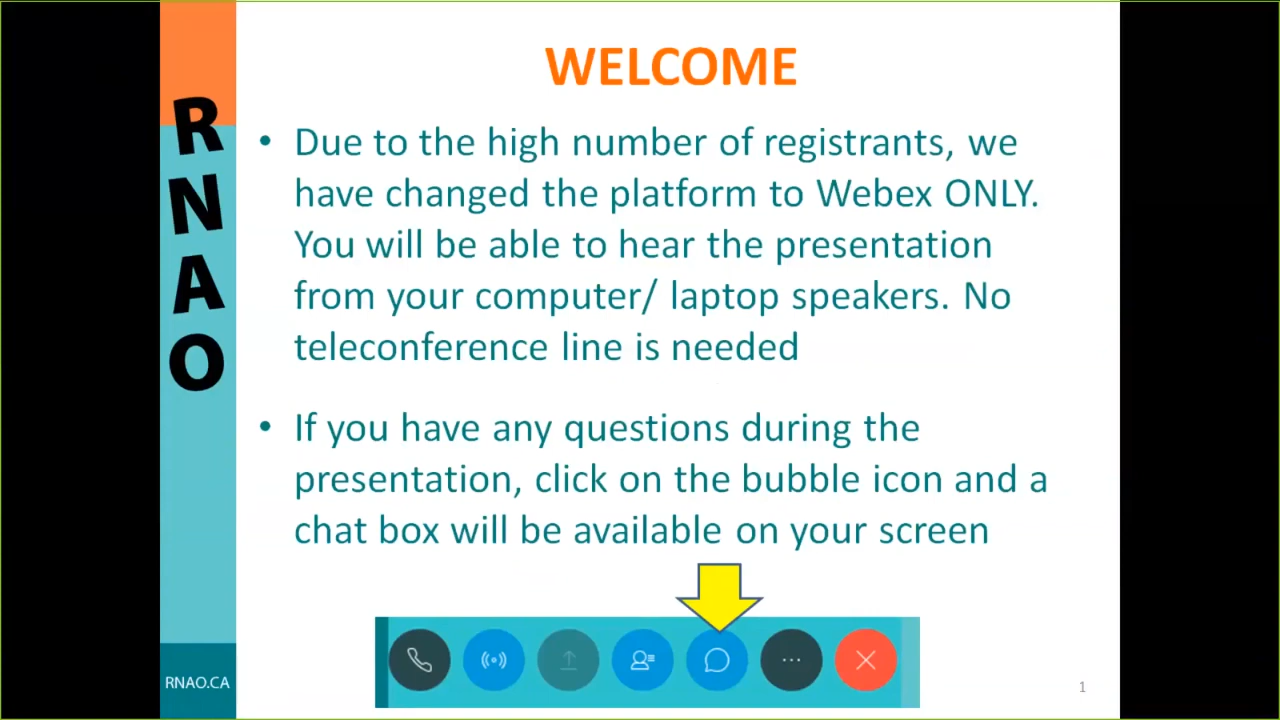 WELCOME
R
N
A
O
• Due to the high number of registrants, we
have changed the platform to Webex ONLY.
You will be able to hear the presentation
from your computer/ laptop speakers. No
teleconference line is needed
• If you have any questions during the
presentation, click on the bubble icon and a
chat box will be available on your screen
RNAO.CA
1